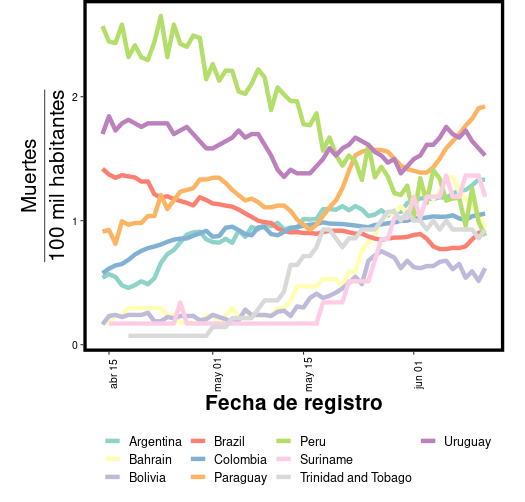 Muertes
100 mil habitantes
2
1
0
abr 15
may 01
may 15
jun 01
Fecha de registro
Argentina Brazil Peru Uruguay
Bahrain Colombia Suriname
Bolivia Paraguay Trinidad and Tobago